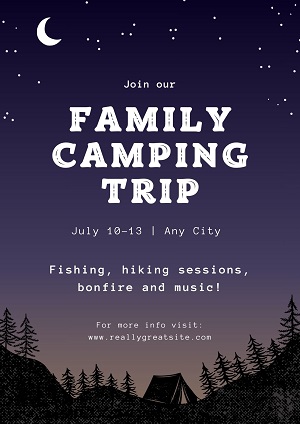 Join our
FAMILY
CAMPING
TRIP
July 10-13 | Any City
Fishing, hiking sessions,
bonfire and music!
For more info visit:
www.reallygreatsite.com